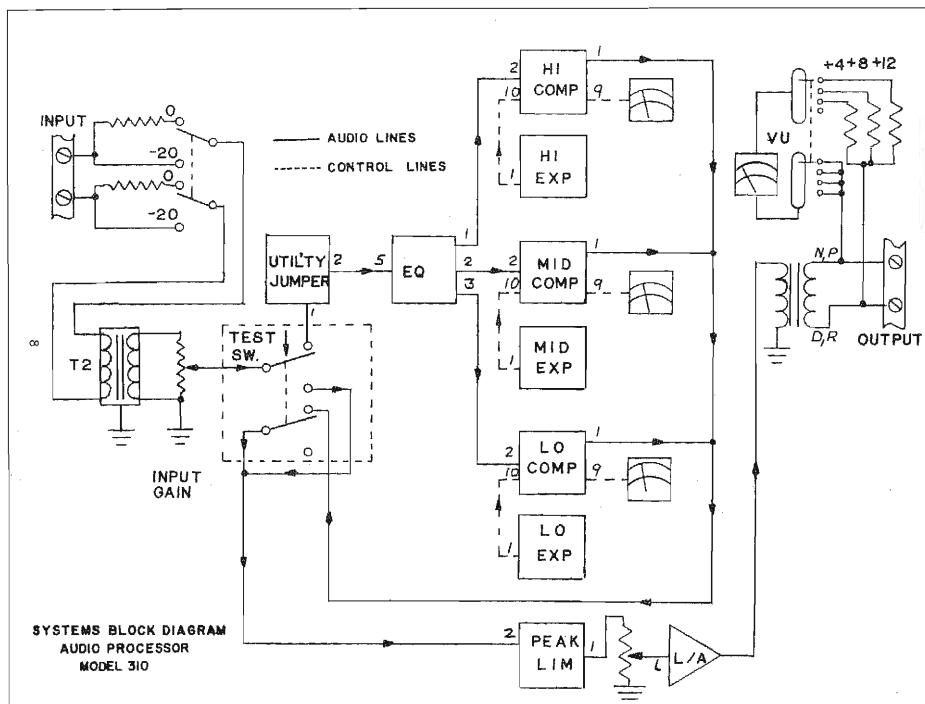 INPUT
0
-20
0
-20
AUDIO LINES
CONTROL LINES
1
2
HI
COMP
10
9
HI
EXP
1
+4+8+12
VU
UTIL'TY
JUMPER
2
1
5
EQ
1
2
3
1
2
MID
COMP
10
9
MID
EXP
1
N,P
D,R
OUTPUT
8
T2
TEST
SW.
INPUT
GAIN
1
2
LO
COMP
10
9
LO
EXP
1
SYSTEMS BLOCK DIAGRAM
AUDIO PROCESSOR
MODEL 310
2
PEAK
LIM
1
L
L/A